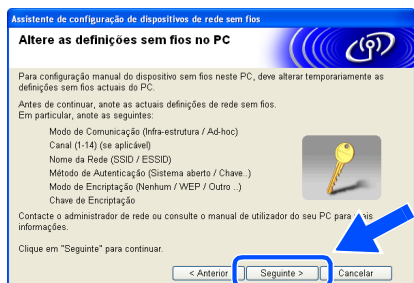 Assistente de configuração de dispositivos de rede sem fios
Altere as definições sem fios no PC
Para configuração manual do dispositivo sem fios neste PC, deve alterar temporariamente as
definições sem fios actuais do PC.
Antes de continuar, anote as actuais definições de rede sem fios.
Em particular, anote as seguintes:
Modo de Comunicação (Infra-estrutura / Ad-hoc)
Canal (1-14) (se aplicável)
Nome da Rede (SSID / ESSID)
Método de Autenticação (Sistema aberto / Chave..)
Modo de Encriptação (Nenhum / WEP / Outro ..)
Chave de Encriptação
Contacte o administrador de rede ou consulte o manual de utilizador do seu PC para
informações.
Clique em "Seguinte" para continuar.
< Anterior
Seguinte >
Cancelar